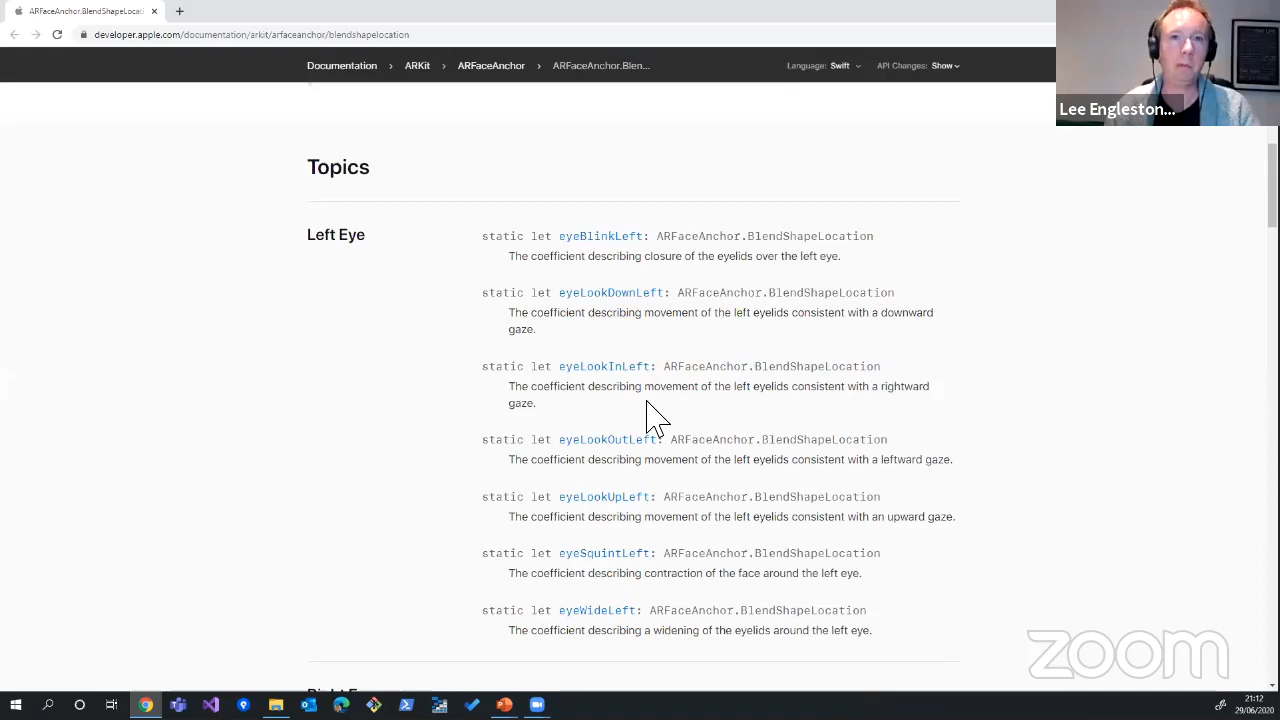 ARFaceAnchor.BlendShapeLocati
developer.apple.com/documentation/arkit/arfaceanchor/blendshapelocation
Documentation > ARKit > ARFaceAnchor > ARFaceAnchor.Blen...
Language: Swift API Changes: Show
Lee Engleston...
Topics
Left Eye
static let eyeBlinkLeft: ARFaceAnchor.BlendShapeLocation
The coefficient describing closure of the eyelids over the left eye.
static let eyeLookDownLeft: ARFaceAnchor.BlendShapeLocation
The coefficient describing movement of the left eyelids consistent with a downward
gaze.
static let eyeLookInLeft: ARFaceAnchor.BlendShapeLocation
The coefficient describing movement of the left eyelids consistent with a rightward
gaze.
static let eyeLookOutLeft: ARFaceAnchor.BlendShapeLocation
The coefficient describing movement of the left eyelids consistent with a leftward gaze.
static let eyeLookUpLeft: ARFaceAnchor.BlendShapeLocation
The coefficient describing movement of the left eyelids consistent with an upward gaze.
static let eyeSquintLeft: ARFaceAnchor.BlendShapeLocation
The coefficient describing contraction of the face around the left eye.
static let eyeWideLeft: ARFaceAnchor.BlendShapeLocation
The coefficient describing a widening of the eyelids around the left eye.
zoom
21:12
29/06/2020